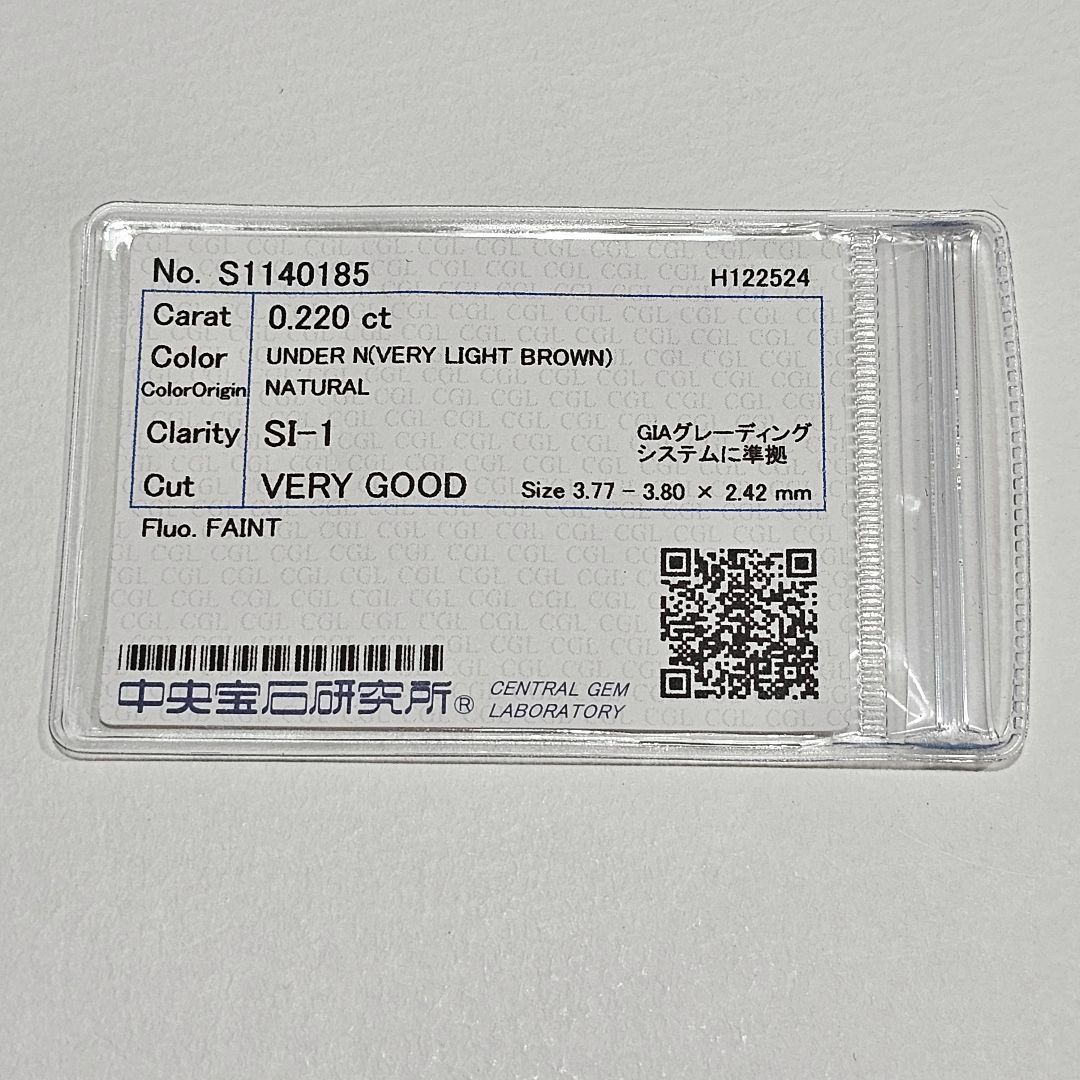 No. S1140185
H122524
Carat 0.220 ct
Color UNDER N(VERY LIGHT BROWN)
ColorOrigin NATURAL
Clarity SI-1
GIAグレーディング
システムに準拠
Cut VERY GOOD Size 3.77 - 3.80 × 2.42 mm
Fluo. FAINT
中央宝石研究所® CENTRAL GEM
LABORATORY